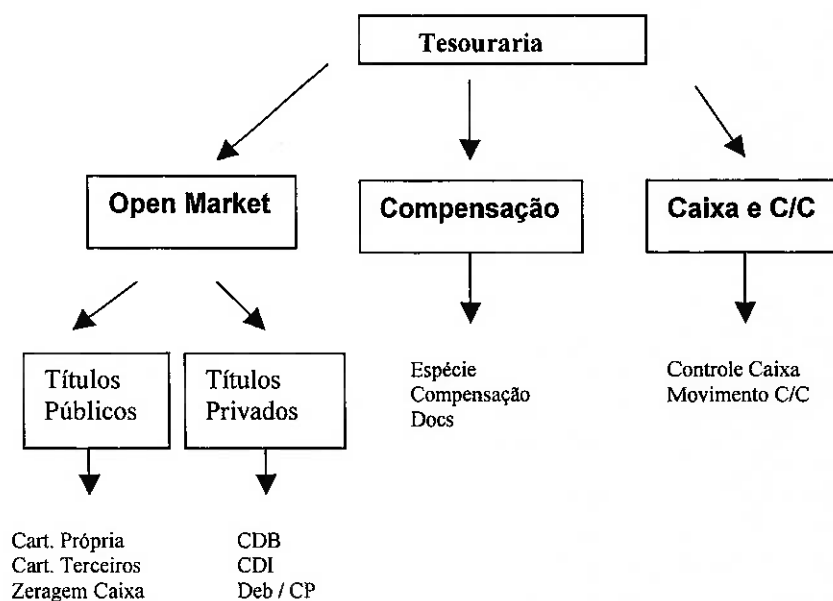 Tesouraria
Open Market
Compensação
Caixa e C/C
Títulos
Públicos
Títulos
Privados
Espécie
Compensação
Docs
Controle Caixa
Movimento C/C
Cart. Própria
Cart. Terceiros
Zeragem Caixa
CDB
CDI
Deb / CP